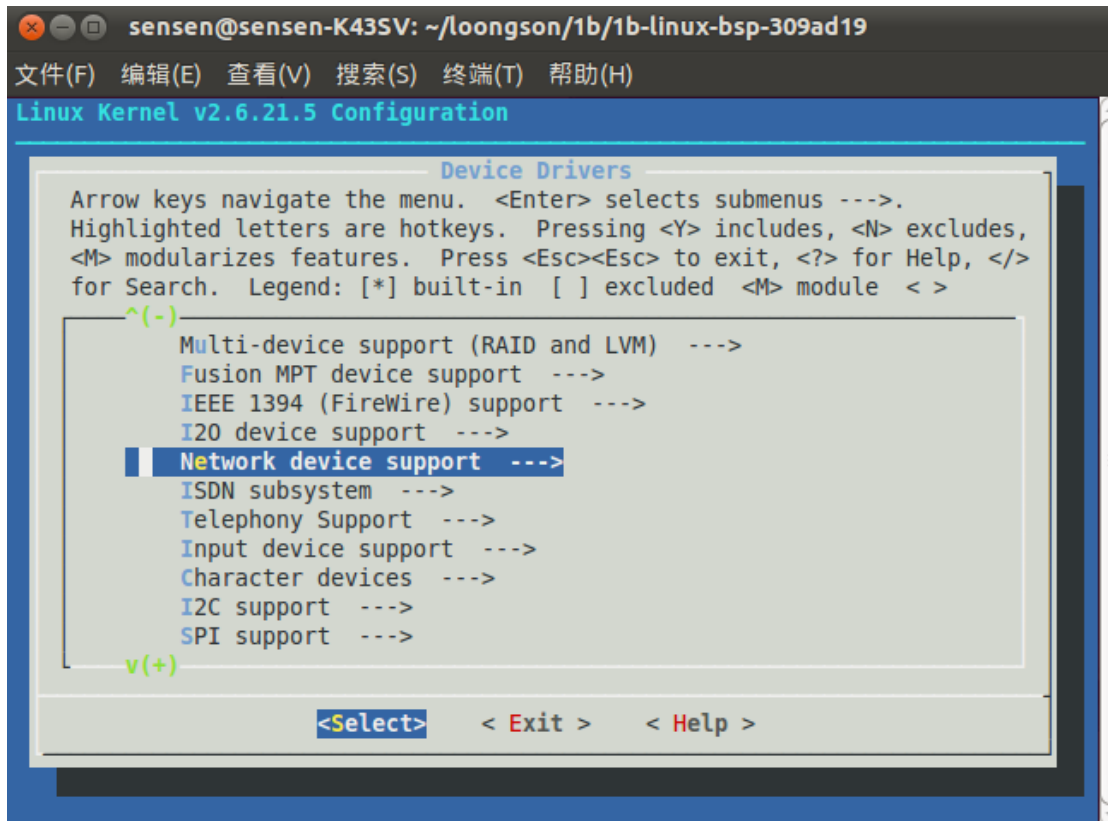 sensen@sensen-K43SV: ~/loongson/1b/1b-linux-bsp-309ad19
文件(F) 编辑(E) 查看(V) 搜索(S) 终端(T) 帮助(H)
Linux Kernel v2.6.21.5 Configuration
Device Drivers
Arrow keys navigate the menu.  <Enter> selects submenus --->.
Highlighted letters are hotkeys.  Pressing <Y> includes, <N> excludes,
<M> modularizes features.  Press <Esc><Esc> to exit, <?> for Help, </>
for Search.  Legend: [*] built-in  [ ] excluded  <M> module  < >
^(-)
Multi-device support (RAID and LVM)  --->
Fusion MPT device support  --->
IEEE 1394 (FireWire) support  --->
I2O device support  --->
Network device support  --->
ISDN subsystem  --->
Telephony Support  --->
Input device support  --->
Character devices  --->
I2C support  --->
SPI support  --->
v(+)
<Select>    < Exit >    < Help >